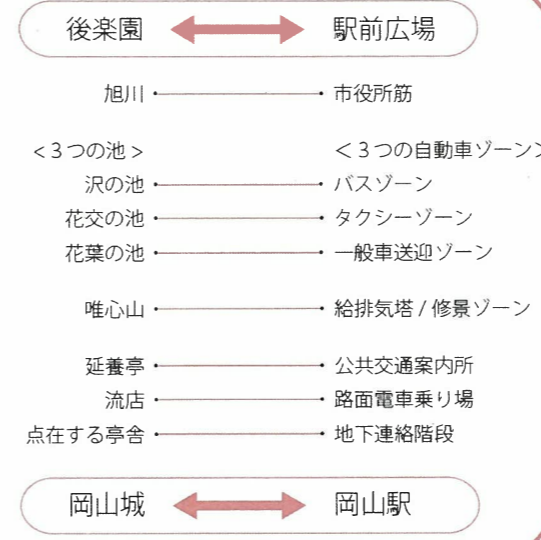 後楽園 駅前広場
旭川 市役所筋
<３つの池> <３つの自動車ゾーン>
沢の池 バスゾーン
花交の池 タクシーゾーン
花葉の池 一般車送迎ゾーン
唯心山 給排気塔 / 修景ゾーン
延養亭 公共交通案内所
流店 路面電車乗り場
点在する亭舎 地下連絡階段
岡山城 岡山駅